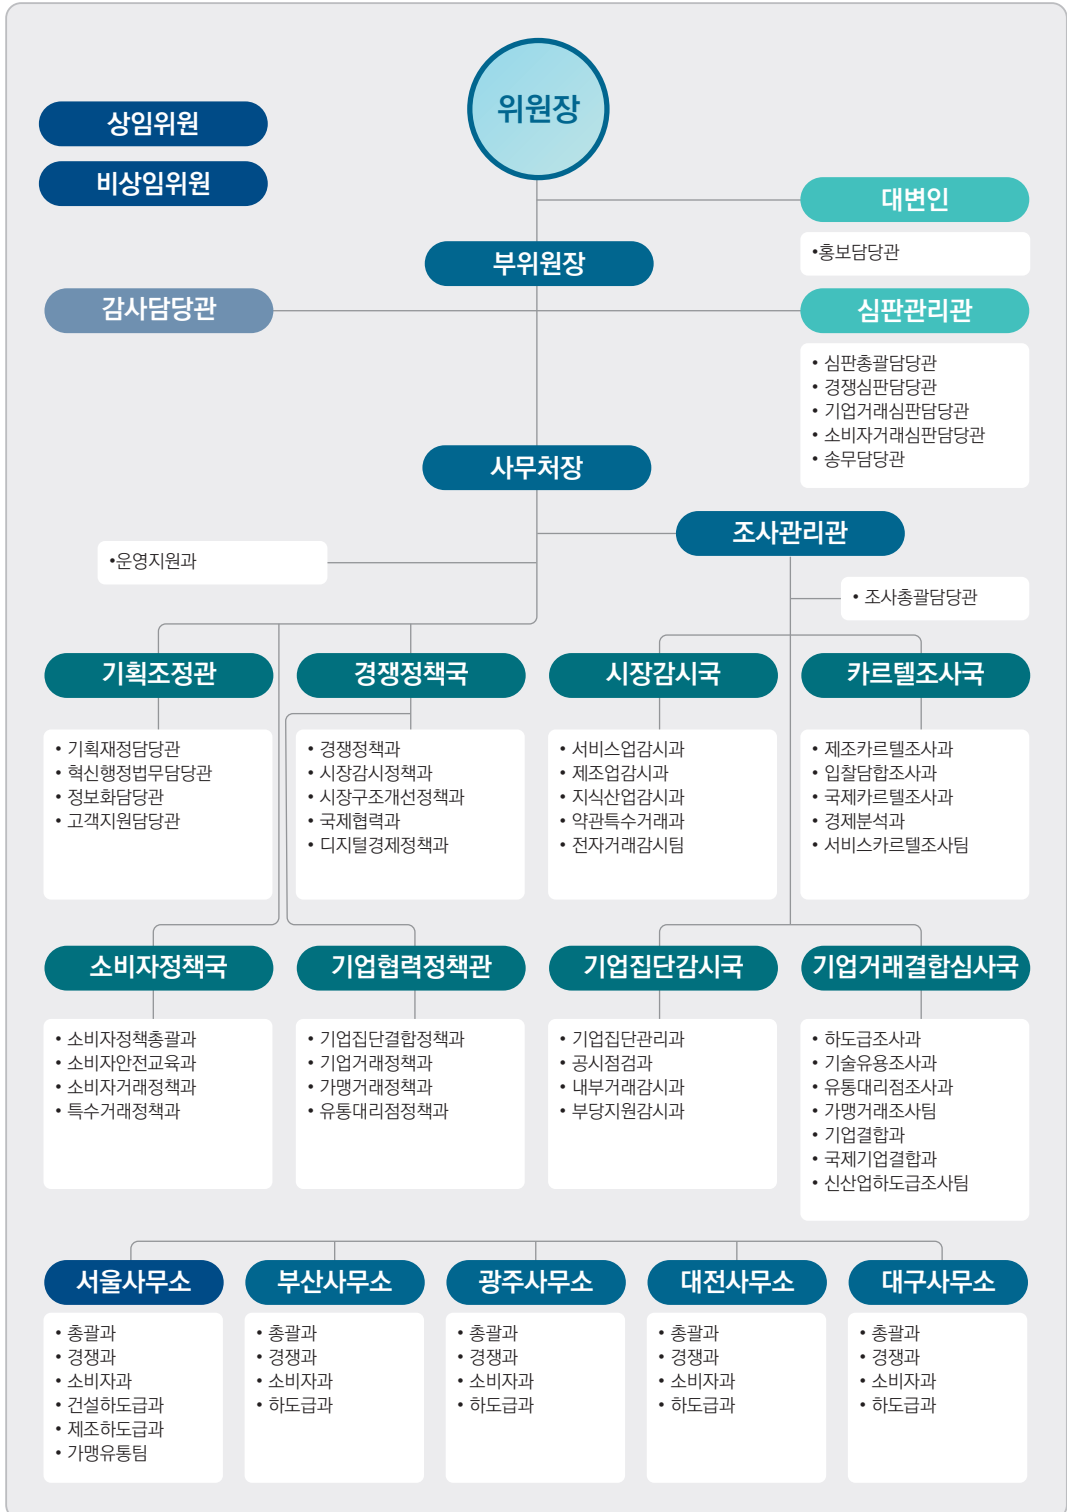 위원장
상임위원
비상임위원
대변인
•홍보담당관
부위원장
감사담당관
심판관리관
• 심판총괄담당관
• 경쟁심판담당관
• 기업거래심판담당관
• 소비자거래심판담당관
• 송무담당관
사무처장
조사관리관
•운영지원과
• 조사총괄담당관
기획조정관
• 기획재정담당관
• 혁신행정법무담당관
• 정보화담당관
• 고객지원담당관
경쟁정책국
• 경쟁정책과
• 시장감시정책과
• 시장구조개선정책과
• 국제협력과
• 디지털경제정책과
시장감시국
• 서비스업감시과
• 제조업감시과
• 지식산업감시과
• 약관특수거래과
• 전자거래감시팀
카르텔조사국
• 제조카르텔조사과
• 입찰담합조사과
• 국제카르텔조사과
• 경제분석과
• 서비스카르텔조사팀
소비자정책국
• 소비자정책총괄과
• 소비자안전교육과
• 소비자거래정책과
• 특수거래정책과
기업협력정책관
• 기업집단결합정책과
• 기업거래정책과
• 가맹거래정책과
• 유통대리점정책과
기업집단감시국
• 기업집단관리과
• 공시점검과
• 내부거래감시과
• 부당지원감시과
기업거래결합심사국
• 하도급조사과
• 기술유용조사과
• 유통대리점조사과
• 가맹거래조사팀
• 기업결합과
• 국제기업결합과
• 신산업하도급조사팀
서울사무소
• 총괄과
• 경쟁과
• 소비자과
• 건설하도급과
• 제조하도급과
• 가맹유통팀
부산사무소
• 총괄과
• 경쟁과
• 소비자과
• 하도급과
광주사무소
• 총괄과
• 경쟁과
• 소비자과
• 하도급과
대전사무소
• 총괄과
• 경쟁과
• 소비자과
• 하도급과
대구사무소
• 총괄과
• 경쟁과
• 소비자과
• 하도급과